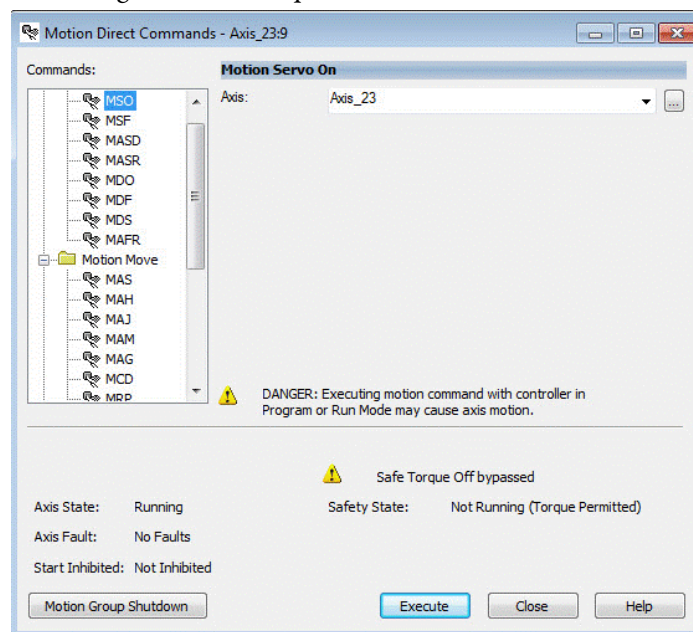 Motion Direct Commands - Axis_23:9
Commands:
Motion Servo On
MSO
Axis:
Axis_23
...
MSF
MASD
MASR
MDO
MDF
MDS
MAFR
Motion Move
MAS
MAH
MAJ
MAM
MAG
MCD
MRP
DANGER: Executing motion command with controller in
Program or Run Mode may cause axis motion.
Safe Torque Off bypassed
Axis State: Running
Safety State: Not Running (Torque Permitted)
Axis Fault: No Faults
Start Inhibited: Not Inhibited
Motion Group Shutdown
Execute
Close
Help